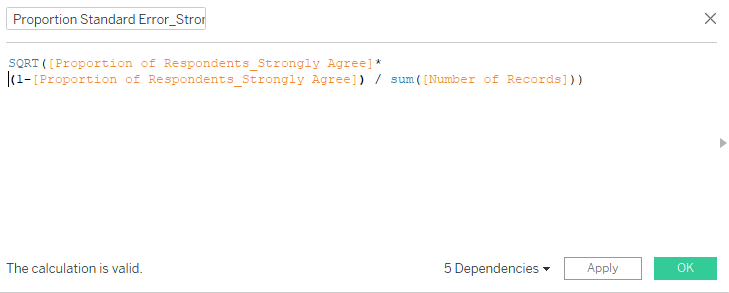 Proportion Standard Error_Stror
SQRT([Proportion of Respondents_Strongly Agree]*
(1-[Proportion of Respondents_Strongly Agree]) / sum([Number of Records]))
The calculation is valid.
5 Dependencies
Apply
OK